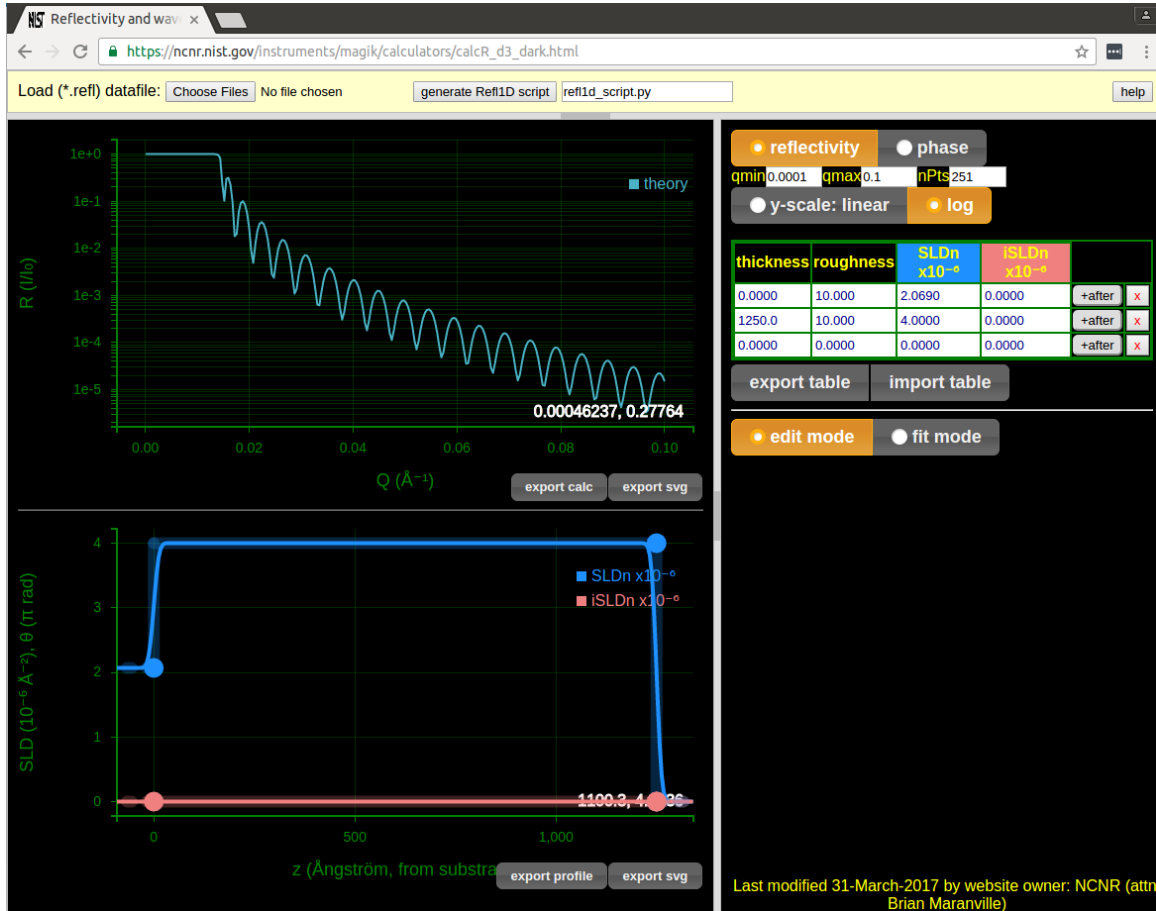 NIST Reflectivity and wav ×
https://ncnr.nist.gov/instruments/magik/calculators/calcR_d3_dark.html
Load (*.refl) datafile: Choose Files No file chosen generate Refl1D script refl1d_script.py help
1e+0
1e-1
1e-2
1e-3
1e-4
1e-5
R (I/I₀)
theory
0.00046237, 0.27764
0.00 0.02 0.04 0.06 0.08 0.10
Q (Å⁻¹)
export calc export svg
4
3
2
1
0
SLD (10⁻⁶ Å⁻²), θ (π rad)
SLDn x10⁻⁶
iSLDn x10⁻⁶
1100.3,
0 500 1,000
z (Ångström, from substra
export profile export svg
reflectivity phase
qmin 0.0001 qmax 0.1 nPts 251
y-scale: linear log
thickness roughness SLDn x10⁻⁶ iSLDn x10⁻⁶
0.0000 10.000 2.0690 0.0000 +after x
1250.0 10.000 4.0000 0.0000 +after x
0.0000 0.0000 0.0000 0.0000 +after x
export table import table
edit mode fit mode
Last modified 31-March-2017 by website owner: NCNR (attn
Brian Maranville)